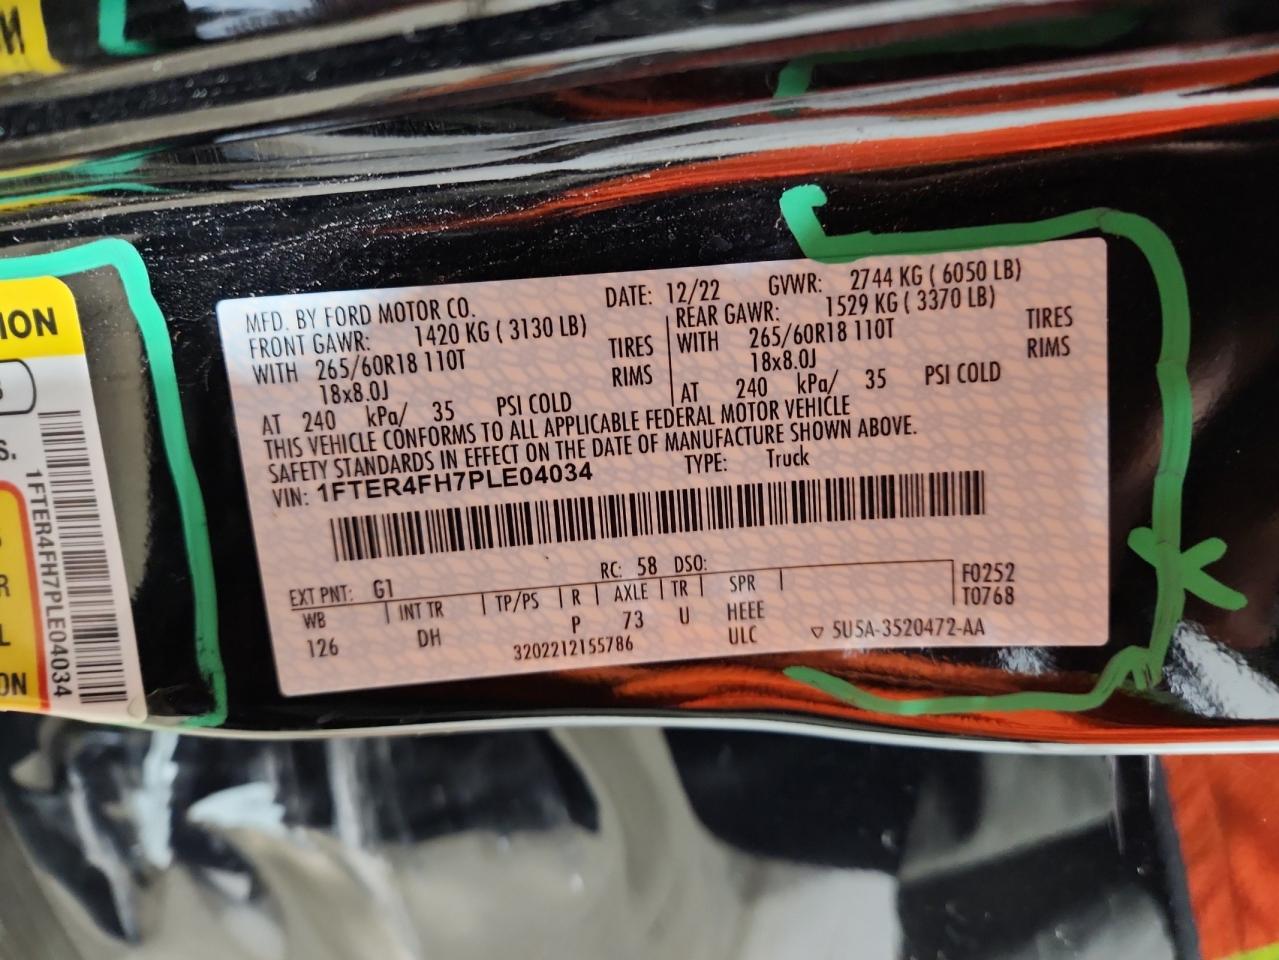 MFD. BY FORD MOTOR CO.
DATE: 12/22
GVWR: 2744 KG ( 6050 LB)
FRONT GAWR: 1420 KG ( 3130 LB)
REAR GAWR: 1529 KG ( 3370 LB)
WITH 265/60R18 110T TIRES
WITH 265/60R18 110T TIRES
18x8.0J RIMS
18x8.0J RIMS
AT 240 kPa/ 35 PSI COLD
AT 240 kPa/ 35 PSI COLD
THIS VEHICLE CONFORMS TO ALL APPLICABLE FEDERAL MOTOR VEHICLE
SAFETY STANDARDS IN EFFECT ON THE DATE OF MANUFACTURE SHOWN ABOVE.
VIN: 1FTER4FH7PLE04034
TYPE: Truck
EXT PNT: G1 RC: 58 DSO:
WB INT TR TP/PS R AXLE TR SPR F0252
126 DH P 73 U HEEE T0768
3202212155786 ULC ▽ 5U5A-3520472-AA
ION
S.
1FTER4FH7PLE04034
R
L
ON